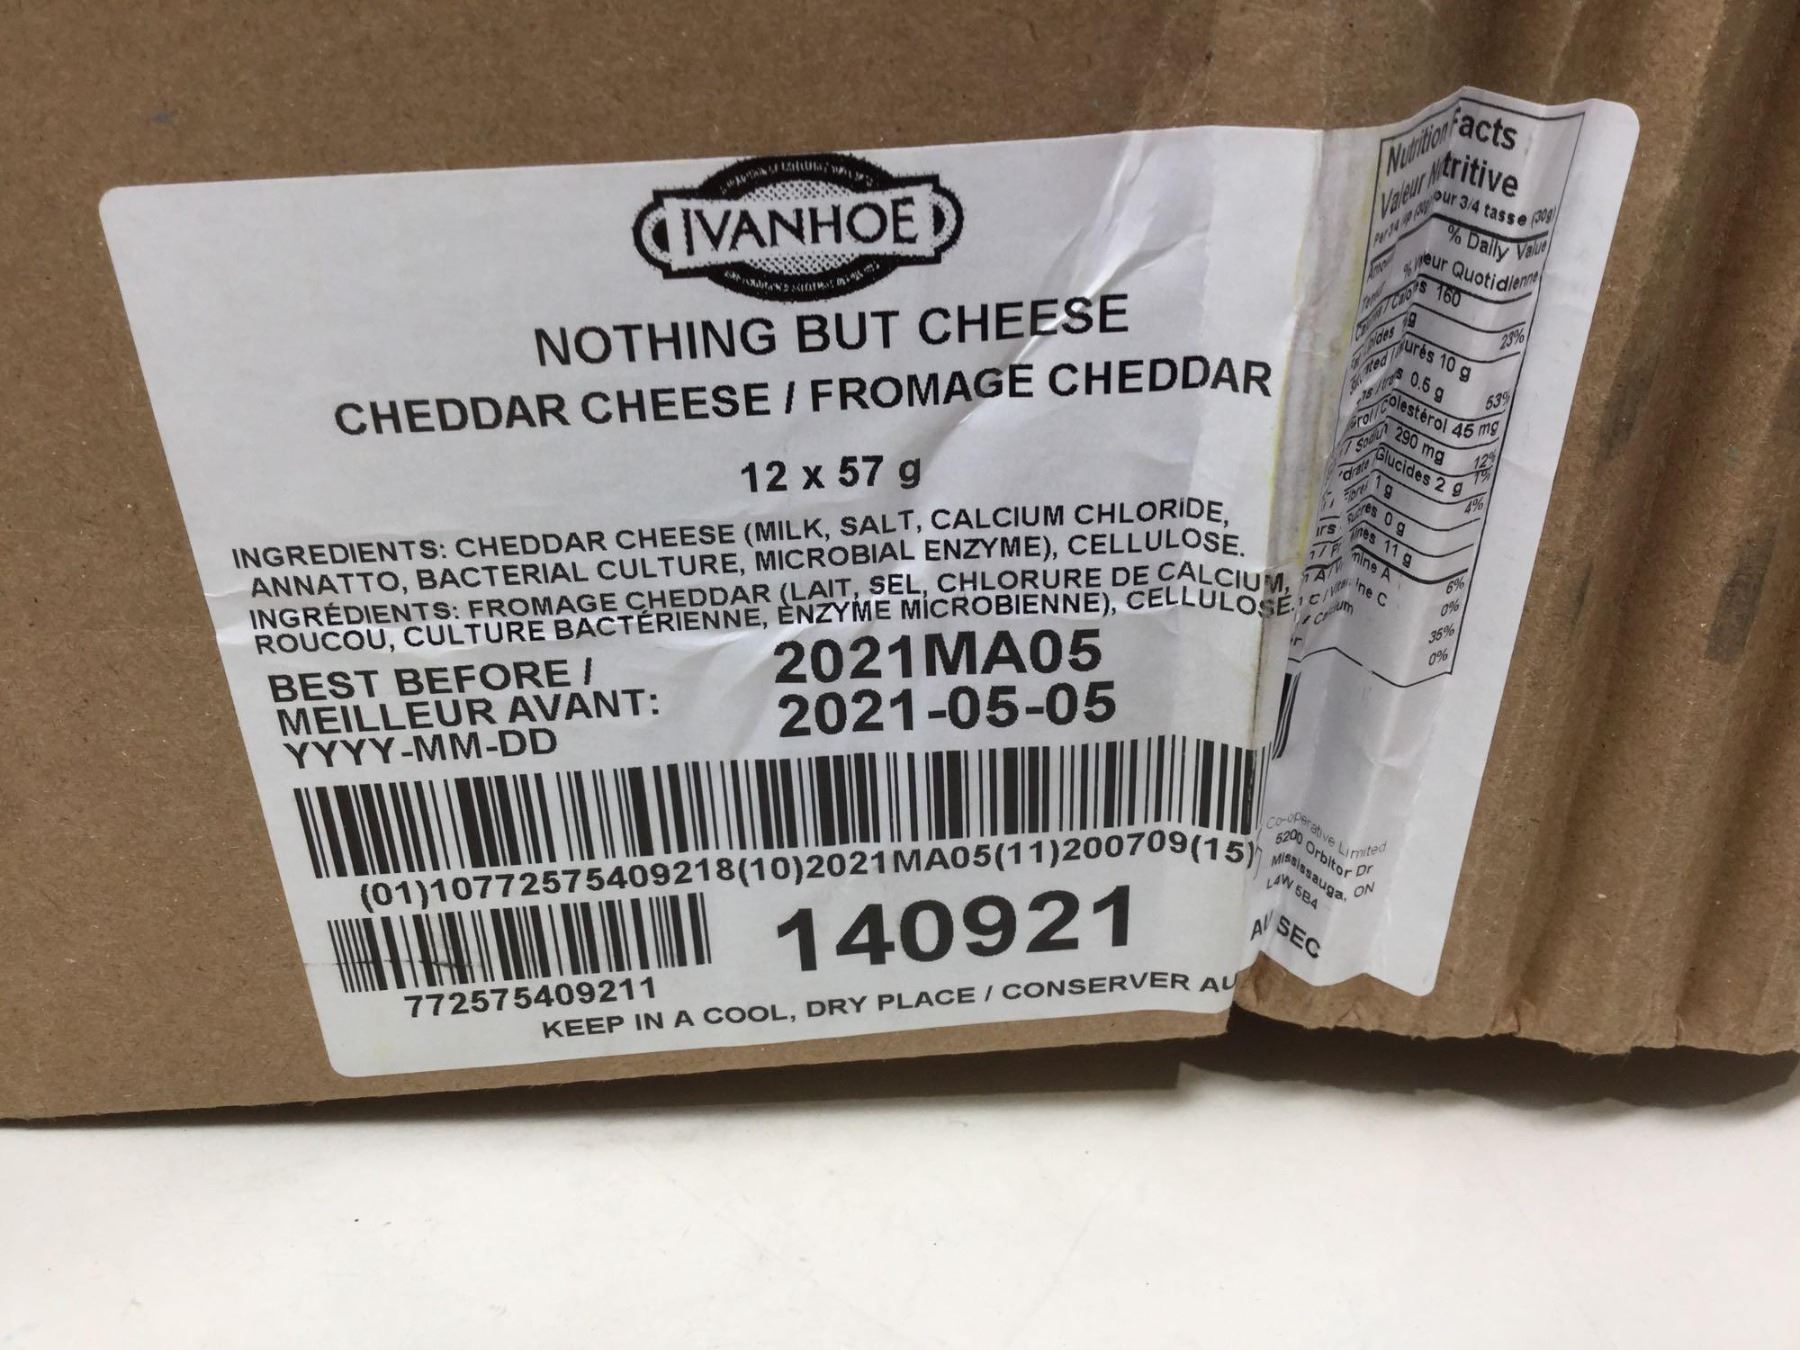 IVANHOE
NOTHING BUT CHEESE
CHEDDAR CHEESE / FROMAGE CHEDDAR
12 x 57 g
INGREDIENTS: CHEDDAR CHEESE (MILK, SALT, CALCIUM CHLORIDE,
ANNATTO, BACTERIAL CULTURE, MICROBIAL ENZYME), CELLULOSE.
INGRÉDIENTS: FROMAGE CHEDDAR (LAIT, SEL, CHLORURE DE CALCIUM,
ROUCOU, CULTURE BACTÉRIENNE, ENZYME MICROBIENNE), CELLULOSE.
BEST BEFORE / 2021MA05
MEILLEUR AVANT: 2021-05-05
YYYY-MM-DD
(01)10772575409218(10)2021MA05(11)200709(15)
772575409211
140921
KEEP IN A COOL, DRY PLACE / CONSERVER AU
SEC
Nutrition Facts
Valeur
pour 3/4 tasse (30g)
% Daily Value
Quotidienne
160
23%
10 g
0.5 g
53%
45 mg
290 mg
12%
Glucides 2 g 1%
1 g
4%
0 g
11 g
6%
0%
35%
0%
Co-operative Limited
5200 Orbitor Dr
Mississauga, ON
L4W 5B4